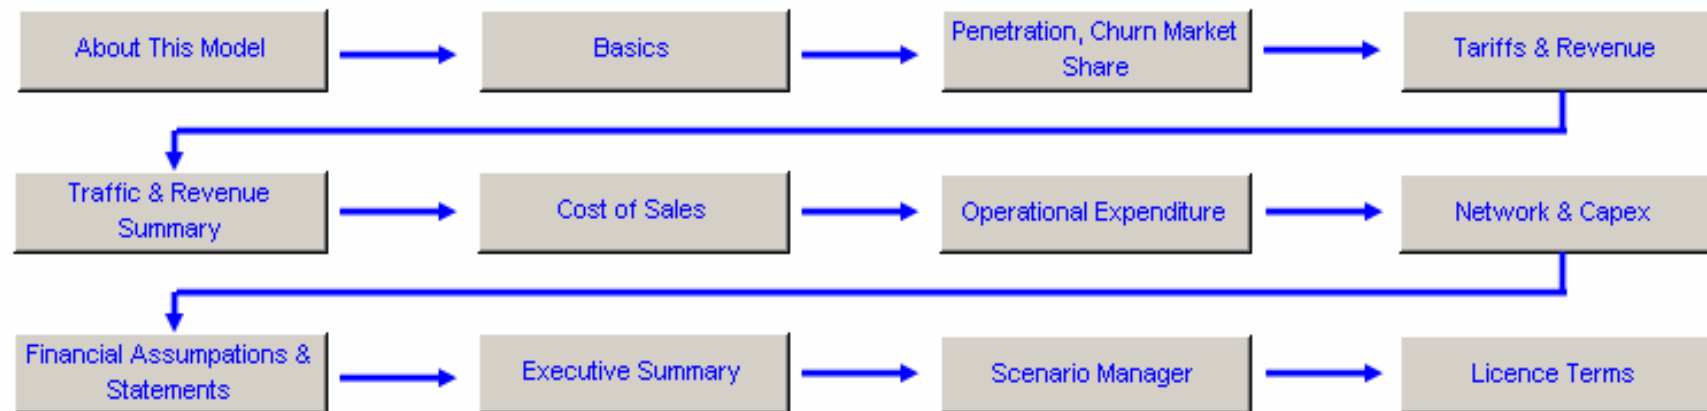 About This Model
Basics
Penetration, Churn Market
Share
Tariffs & Revenue
Traffic & Revenue
Summary
Cost of Sales
Operational Expenditure
Network & Capex
Financial Assumpations &
Statements
Executive Summary
Scenario Manager
Licence Terms